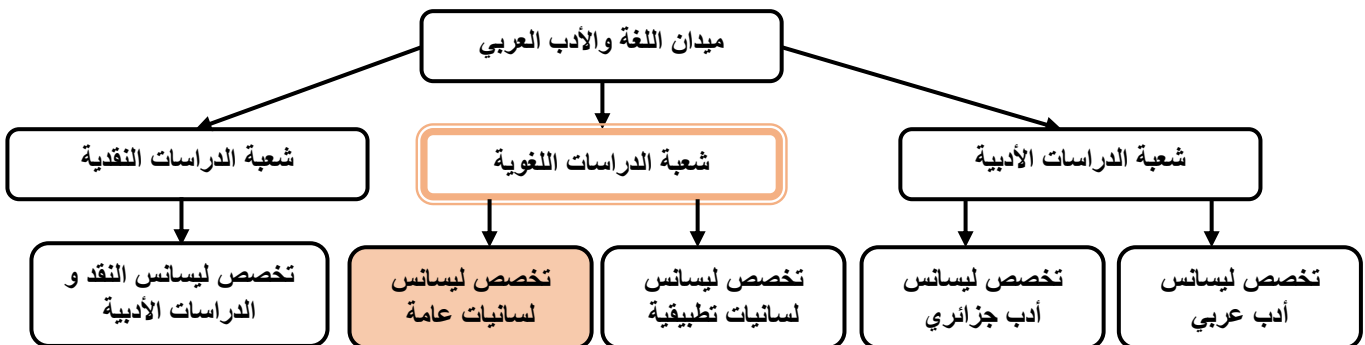 ميدان اللغة والأدب العربي
شعبة الدراسات الأدبية
شعبة الدراسات اللغوية
شعبة الدراسات النقدية
تخصص ليسانس
أدب عربي
تخصص ليسانس
أدب جزائري
تخصص ليسانس
لسانيات تطبيقية
تخصص ليسانس
لسانيات عامة
تخصص ليسانس النقد و
الدراسات الأدبية